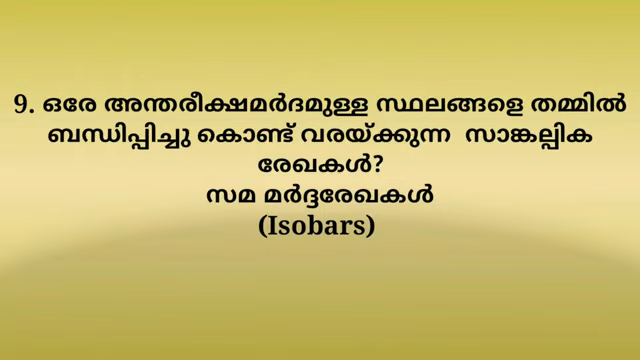 9. ഒരേ അന്തരീക്ഷമർദമുള്ള സ്ഥലങ്ങളെ തമ്മിൽ
ബന്ധിപ്പിച്ചു കൊണ്ട് വരയ്ക്കുന്ന സാങ്കല്പിക
രേഖകൾ?
സമ മർദ്ദരേഖകൾ
(Isobars)